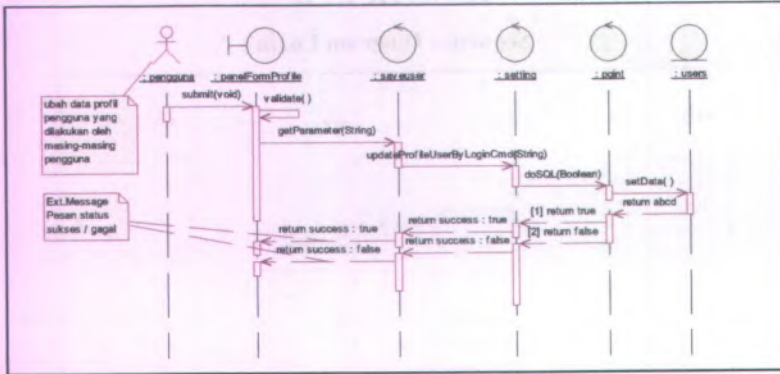 : pengguna
: panelFormProfile
: saveuser
: setting
: point
: users
ubah data profil
pengguna yang
dilakukan oleh
masing-masing
pengguna
submit(void)
validate( )
getParameter(String)
updateProfileUserByLoginCmd(String)
doSQL(Boolean)
setData( )
return abcd
[1] return true
[2] return false
return success : true
return success : false
return success : true
return success : false
Ext.Message
Pesan status
sukses / gagal